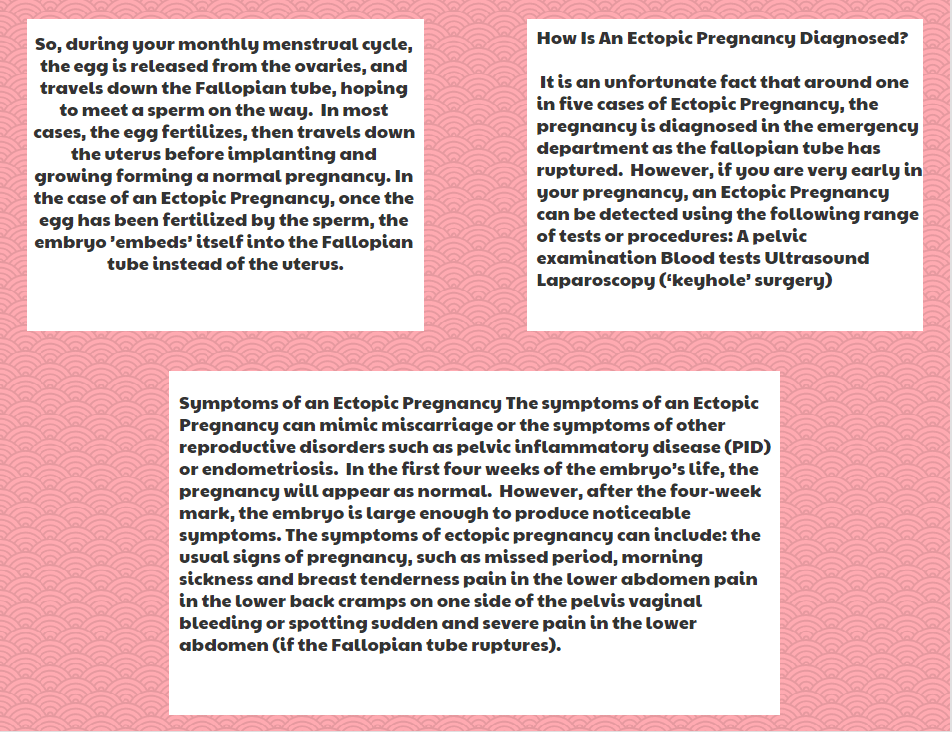 So, during your monthly menstrual cycle,
the egg is released from the ovaries, and
travels down the Fallopian tube, hoping
to meet a sperm on the way.  In most
cases, the egg fertilizes, then travels down
the uterus before implanting and
growing forming a normal pregnancy. In
the case of an Ectopic Pregnancy, once the
egg has been fertilized by the sperm, the
embryo 'embeds' itself into the Fallopian
tube instead of the uterus.
How Is An Ectopic Pregnancy Diagnosed?
It is an unfortunate fact that around one
in five cases of Ectopic Pregnancy, the
pregnancy is diagnosed in the emergency
department as the fallopian tube has
ruptured.  However, if you are very early in
your pregnancy, an Ectopic Pregnancy
can be detected using the following range
of tests or procedures: A pelvic
examination Blood tests Ultrasound
Laparoscopy ('keyhole' surgery)
Symptoms of an Ectopic Pregnancy The symptoms of an Ectopic
Pregnancy can mimic miscarriage or the symptoms of other
reproductive disorders such as pelvic inflammatory disease (PID)
or endometriosis.  In the first four weeks of the embryo's life, the
pregnancy will appear as normal.  However, after the four-week
mark, the embryo is large enough to produce noticeable
symptoms. The symptoms of ectopic pregnancy can include: the
usual signs of pregnancy, such as missed period, morning
sickness and breast tenderness pain in the lower abdomen pain
in the lower back cramps on one side of the pelvis vaginal
bleeding or spotting sudden and severe pain in the lower
abdomen (if the Fallopian tube ruptures).